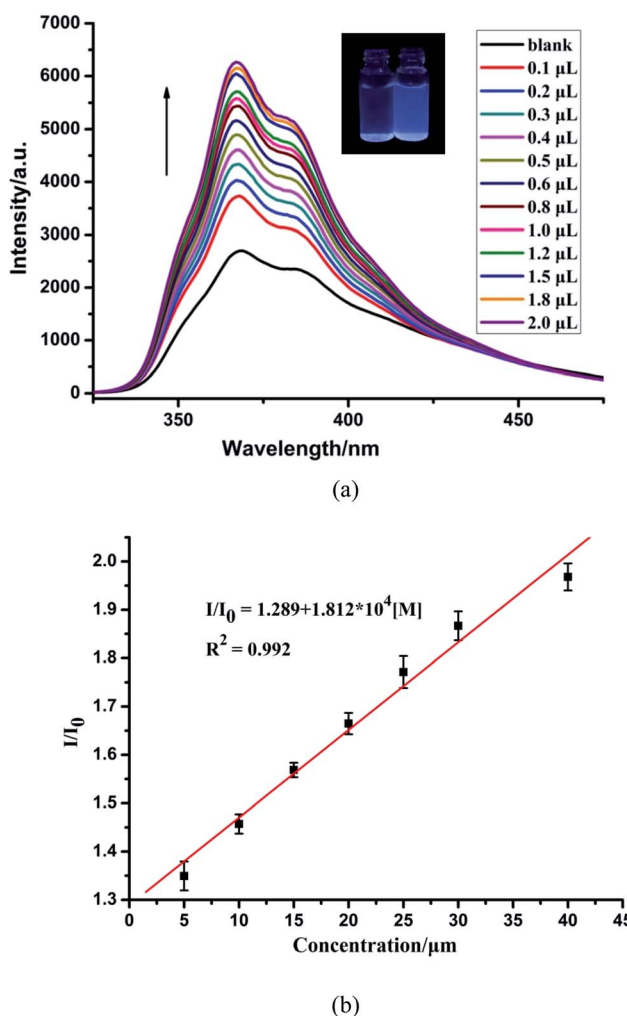 7000
6000
5000
4000
3000
2000
1000
0
Intensity/a.u.
350
400
450
Wavelength/nm
blank
0.1 µL
0.2 µL
0.3 µL
0.4 µL
0.5 µL
0.6 µL
0.8 µL
1.0 µL
1.2 µL
1.5 µL
1.8 µL
2.0 µL
(a)
2.0
1.9
1.8
1.7
1.6
1.5
1.4
1.3
I/I₀
I/I₀ = 1.289+1.812*10⁴[M]
R² = 0.992
0
5
10
15
20
25
30
35
40
45
Concentration/µm
(b)